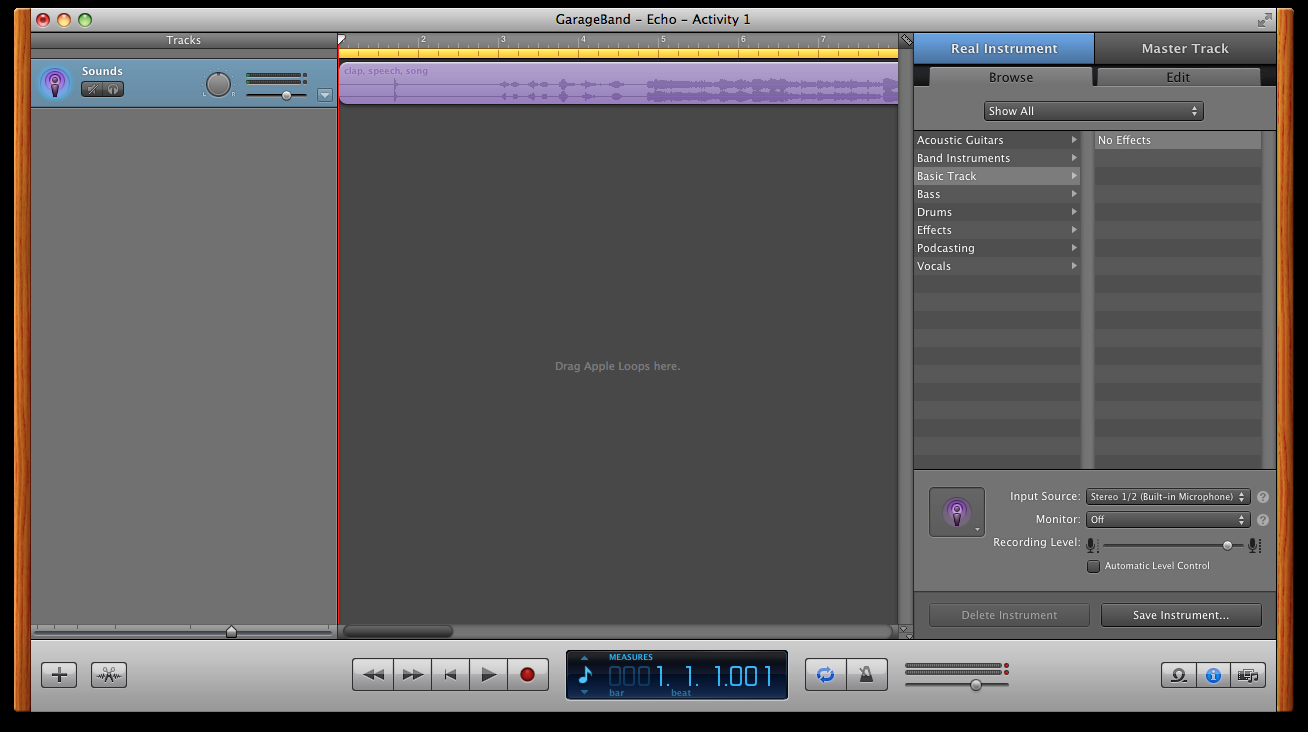 GarageBand - Echo - Activity 1
Tracks
2 3 4 5 6 7
Real Instrument Master Track
Sounds
L R
clap, speech, song
Browse Edit
Show All
Acoustic Guitars No Effects
Band Instruments
Basic Track
Bass
Drums
Effects
Podcasting
Vocals
Drag Apple Loops here.
Input Source: Stereo 1/2 (Built-in Microphone) ?
Monitor: Off ?
Recording Level:
Automatic Level Control
Delete Instrument Save Instrument...
MEASURES
0001. 1. 1.001
bar beat